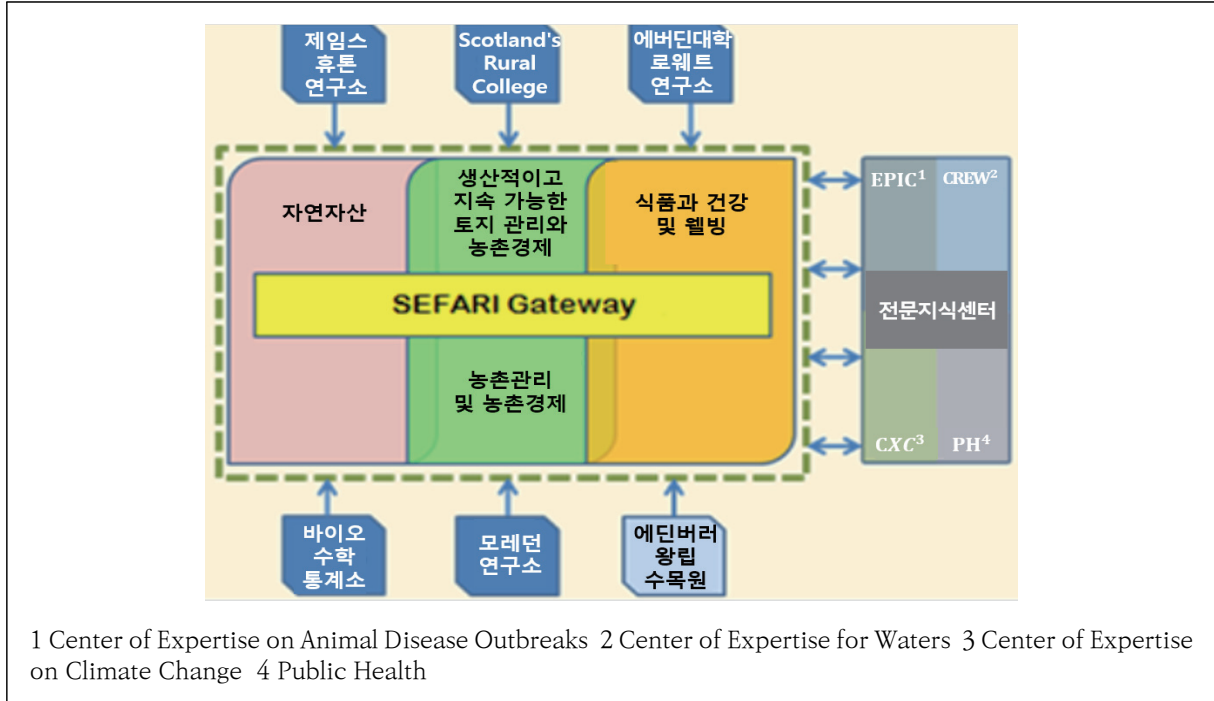 제임스
휴톤
연구소
Scotland's
Rural
College
에버딘대학
로웨트
연구소
자연자산
생산적이고
지속 가능한
토지 관리와
농촌경제
식품과 건강
및 웰빙
SEFARI Gateway
농촌관리
및 농촌경제
EPIC¹
CREW²
전문지식센터
CXC³
PH⁴
바이오
수학
통계소
모레던
연구소
에딘버러
왕립
수목원
1 Center of Expertise on Animal Disease Outbreaks 2 Center of Expertise for Waters 3 Center of Expertise
on Climate Change 4 Public Health